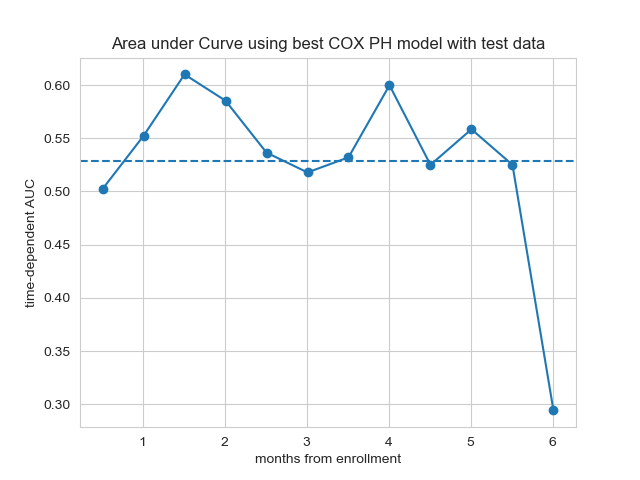 Area under Curve using best COX PH model with test data
time-dependent AUC
0.60
0.55
0.50
0.45
0.40
0.35
0.30
1 2 3 4 5 6
months from enrollment